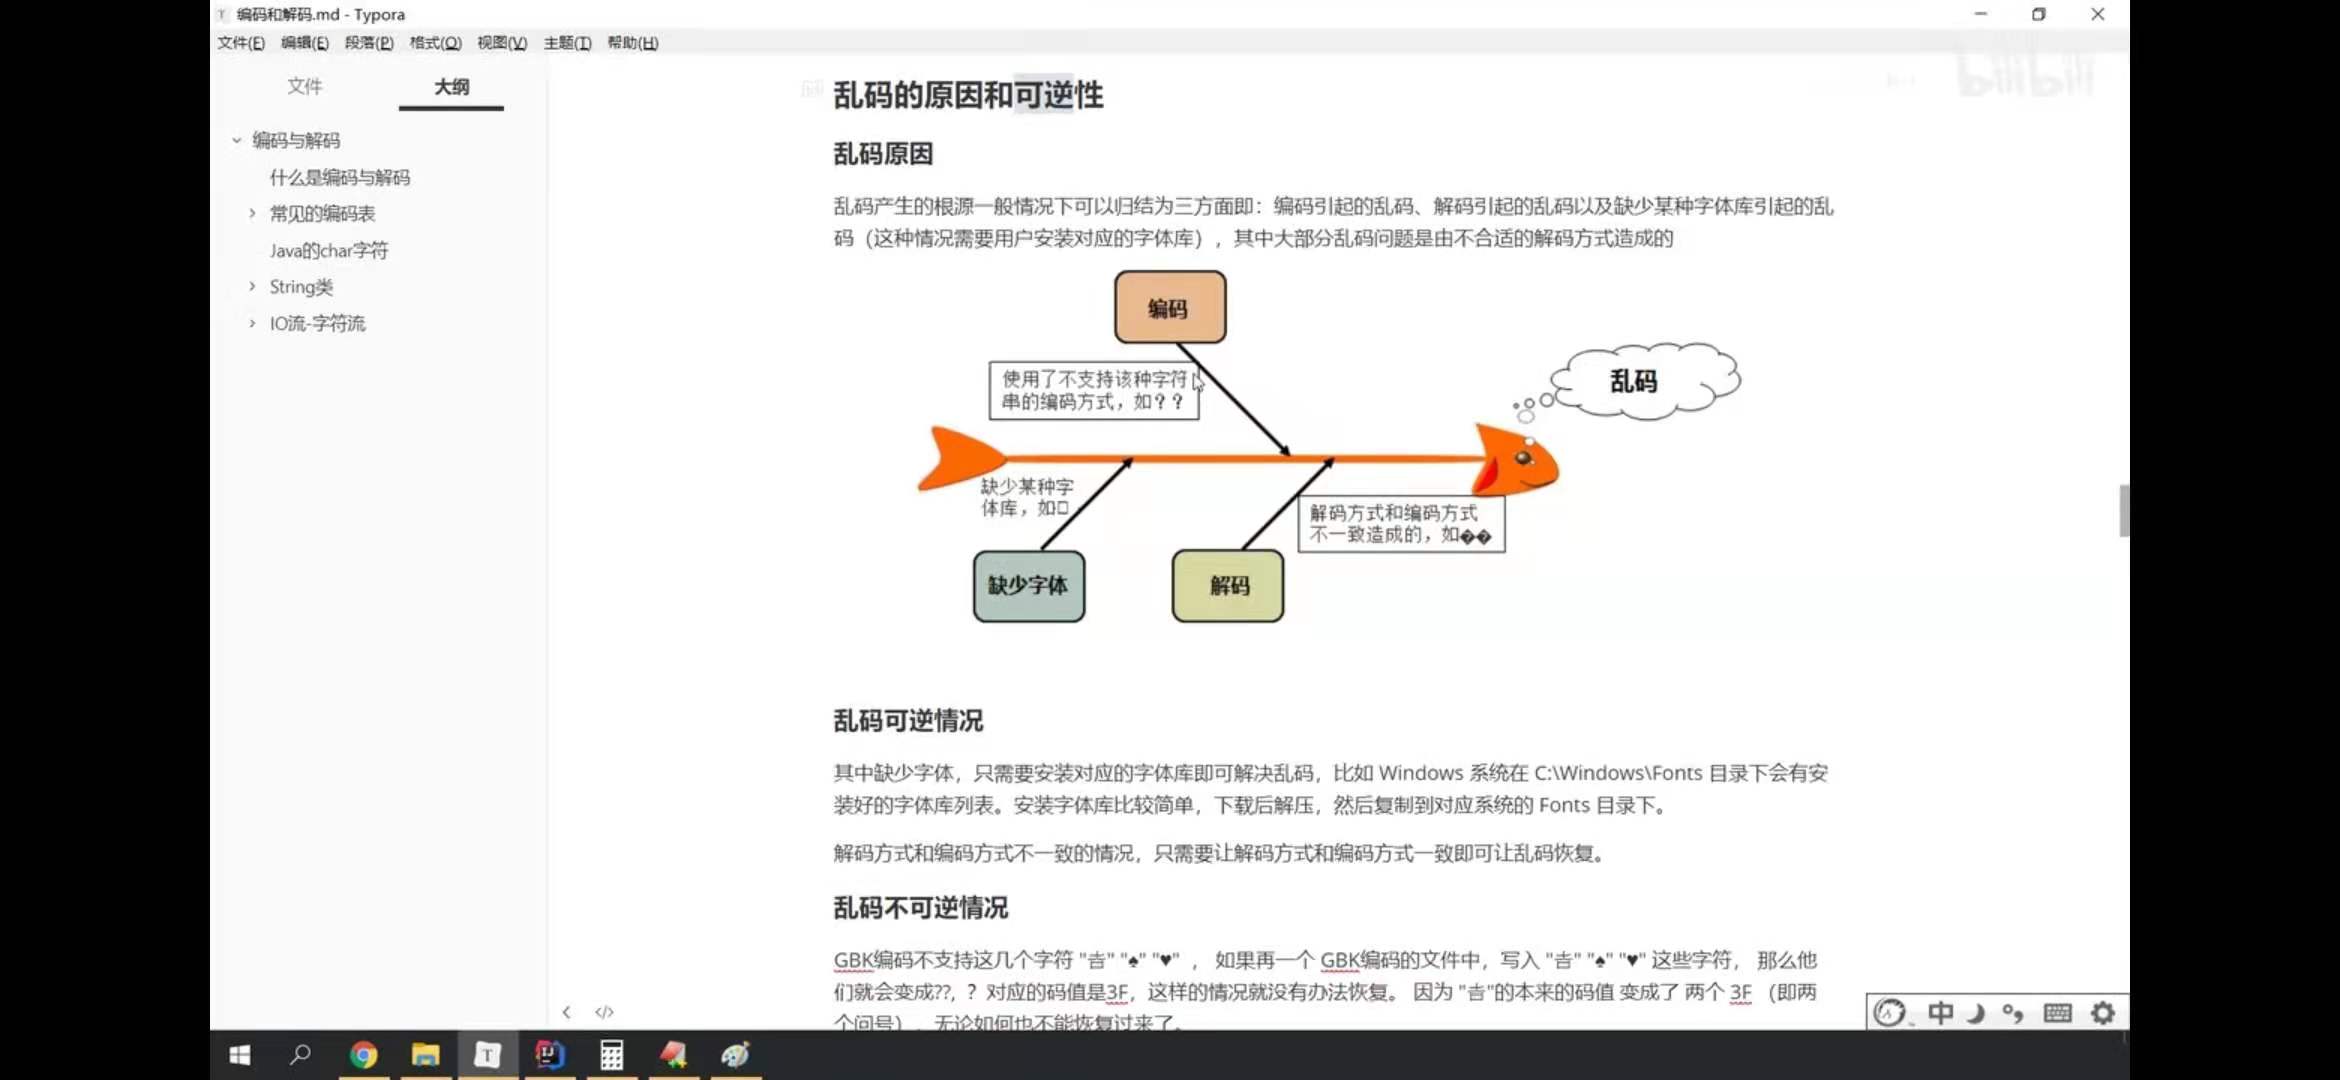 编码和解码.md - Typora
文件(F) 编辑(E) 段落(P) 格式(O) 视图(V) 主题(T) 帮助(H)
文件 大纲
编码与解码
什么是编码与解码
常见的编码表
Java的char字符
String类
IO流-字符流
bilibili
乱码的原因和可逆性
乱码原因
乱码产生的根源一般情况下可以归结为三方面即：编码引起的乱码、解码引起的乱码以及缺少某种字体库引起的乱
码（这种情况需要用户安装对应的字体库），其中大部分乱码问题是由不合适的解码方式造成的
编码
使用了不支持该种字符
串的编码方式，如？？
乱码
缺少某种字
体库，如□
解码方式和编码方式
不一致造成的，如��
缺少字体
解码
乱码可逆情况
其中缺少字体，只需要安装对应的字体库即可解决乱码，比如 Windows 系统在 C:\Windows\Fonts 目录下会有安
装好的字体库列表。安装字体库比较简单，下载后解压，然后复制到对应系统的 Fonts 目录下。
解码方式和编码方式不一致的情况，只需要让解码方式和编码方式一致即可让乱码恢复。
乱码不可逆情况
GBK编码不支持这几个字符 "𠮷" "♠" "♥" ， 如果再一个 GBK编码的文件中，写入 "𠮷" "♠" "♥" 这些字符， 那么他
们就会变成??，？对应的码值是3F，这样的情况就没有办法恢复。 因为 "𠮷"的本来的码值 变成了 两个 3F （即两
个问号），无论如何也不能恢复过来了。
中